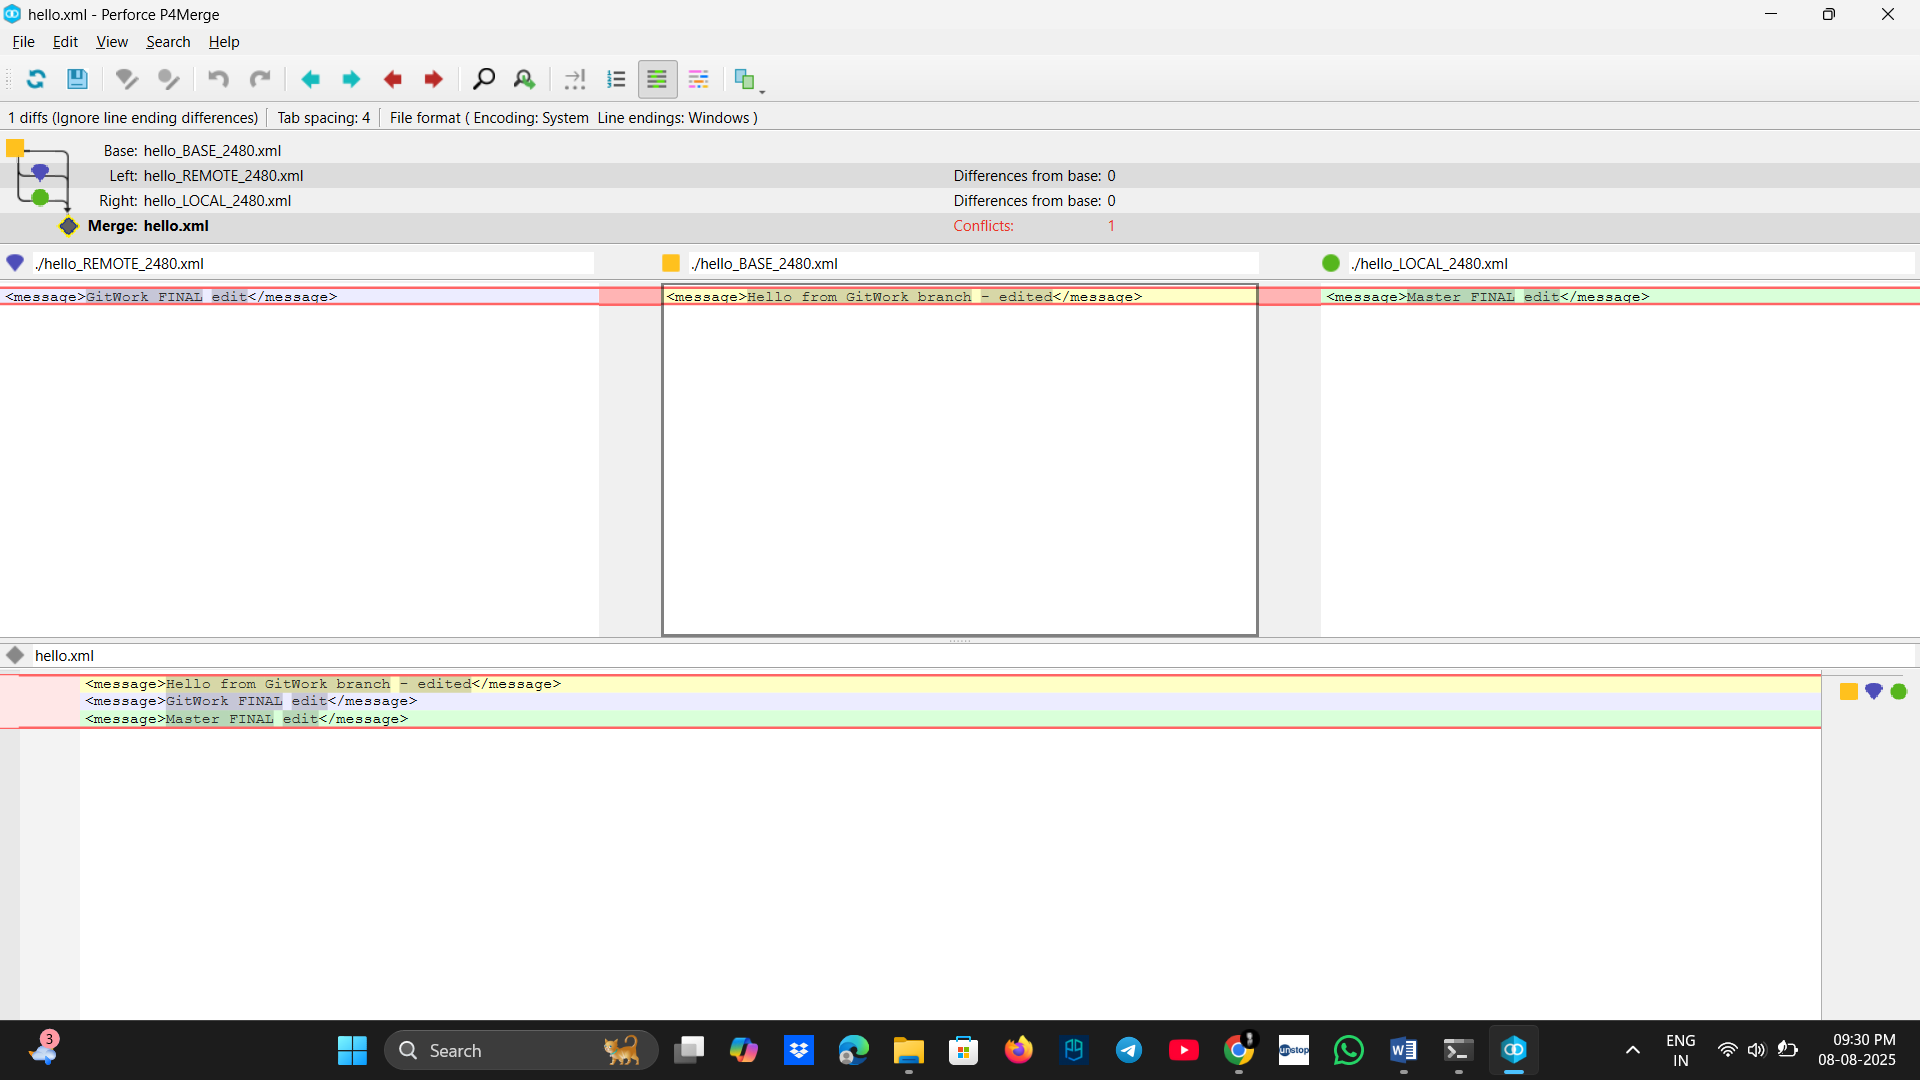 hello.xml - Perforce P4Merge
File Edit View Search Help
1 diffs (Ignore line ending differences) Tab spacing: 4 File format ( Encoding: System Line endings: Windows )
Base: hello_BASE_2480.xml
Left: hello_REMOTE_2480.xml Differences from base: 0
Right: hello_LOCAL_2480.xml Differences from base: 0
Merge: hello.xml Conflicts: 1
./hello_REMOTE_2480.xml ./hello_BASE_2480.xml ./hello_LOCAL_2480.xml
<message>GitWork FINAL edit</message> <message>Hello from GitWork branch - edited</message> <message>Master FINAL edit</message>
hello.xml
<message>Hello from GitWork branch - edited</message>
<message>GitWork FINAL edit</message>
<message>Master FINAL edit</message>
3 Search unstop ENG 09:30 PM
IN 08-08-2025